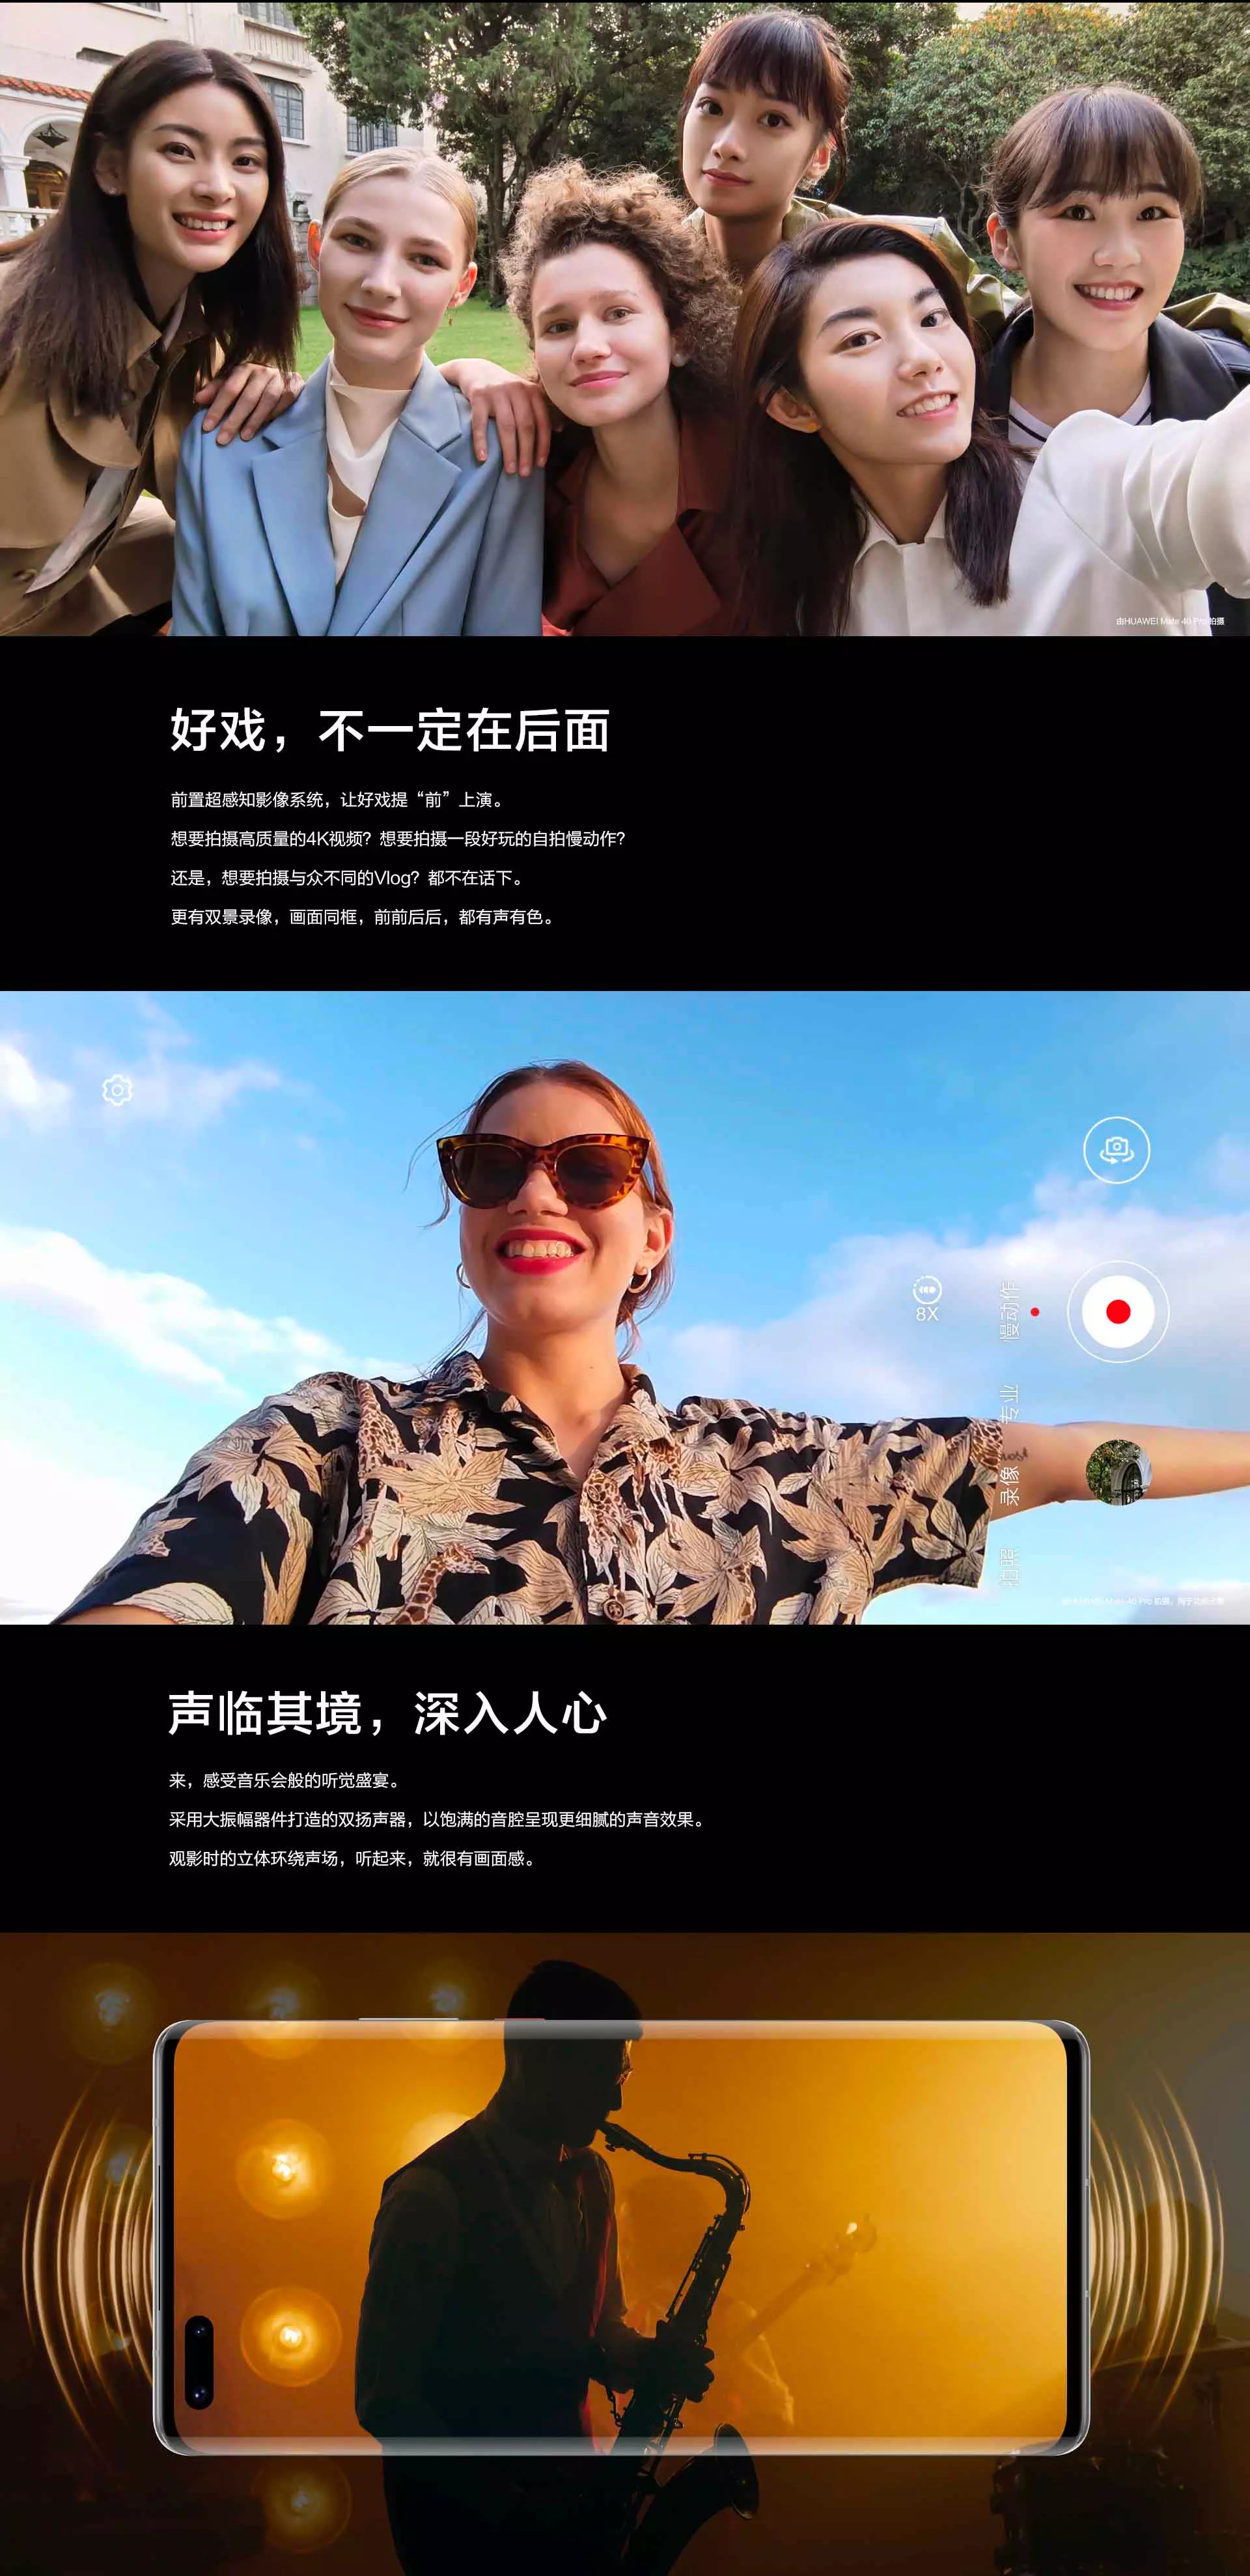 由HUAWEI Mate 40 Pro 拍摄
好戏，不一定在后面
前置超感知影像系统，让好戏提“前”上演。
想要拍摄高质量的4K视频？想要拍摄一段好玩的自拍慢动作？
还是，想要拍摄与众不同的Vlog？都不在话下。
更有双景录像，画面同框，前前后后，都有声有色。
8X
慢动作
专业
录像
拍照
Mate 40 Pro 拍摄，
声临其境，深入人心
来，感受音乐会般的听觉盛宴。
采用大振幅器件打造的双扬声器，以饱满的音腔呈现更细腻的声音效果。
观影时的立体环绕声场，听起来，就很有画面感。